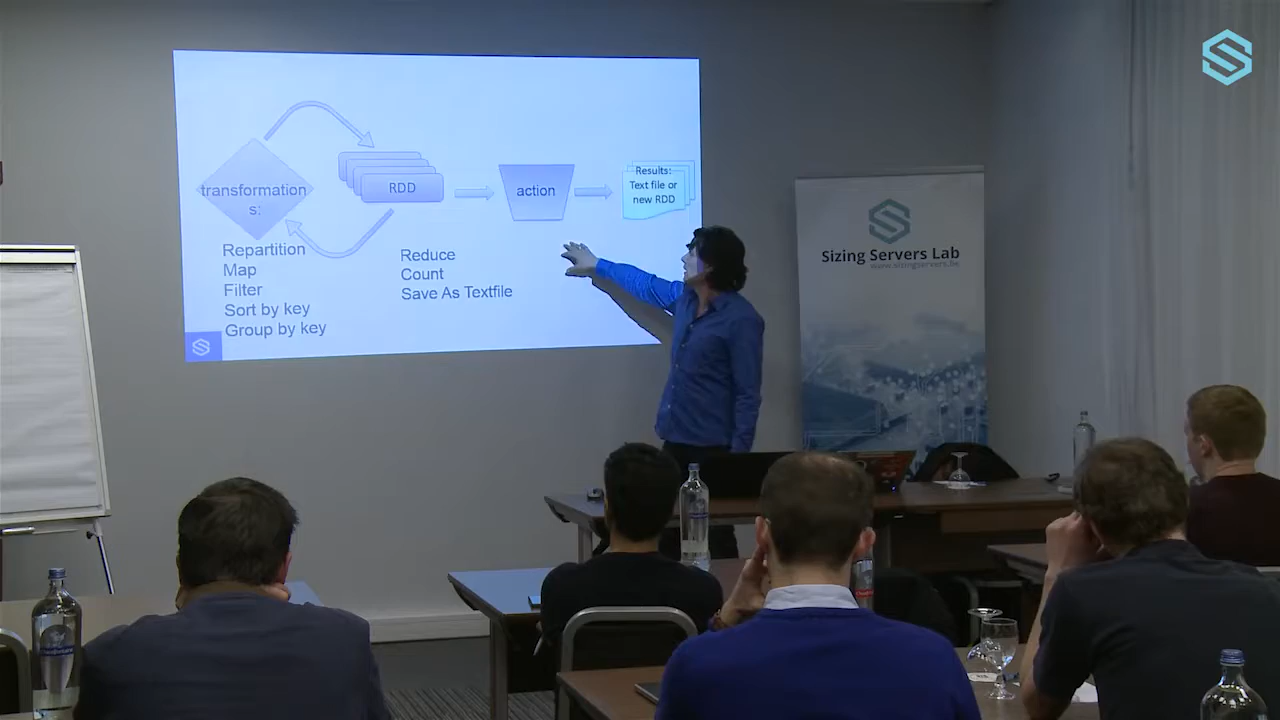 transformation
s:
RDD
action
Results:
Text file or
new RDD
Repartition
Map
Filter
Sort by key
Group by key
Reduce
Count
Save As Textfile
Sizing Servers Lab
www.sizingservers.be